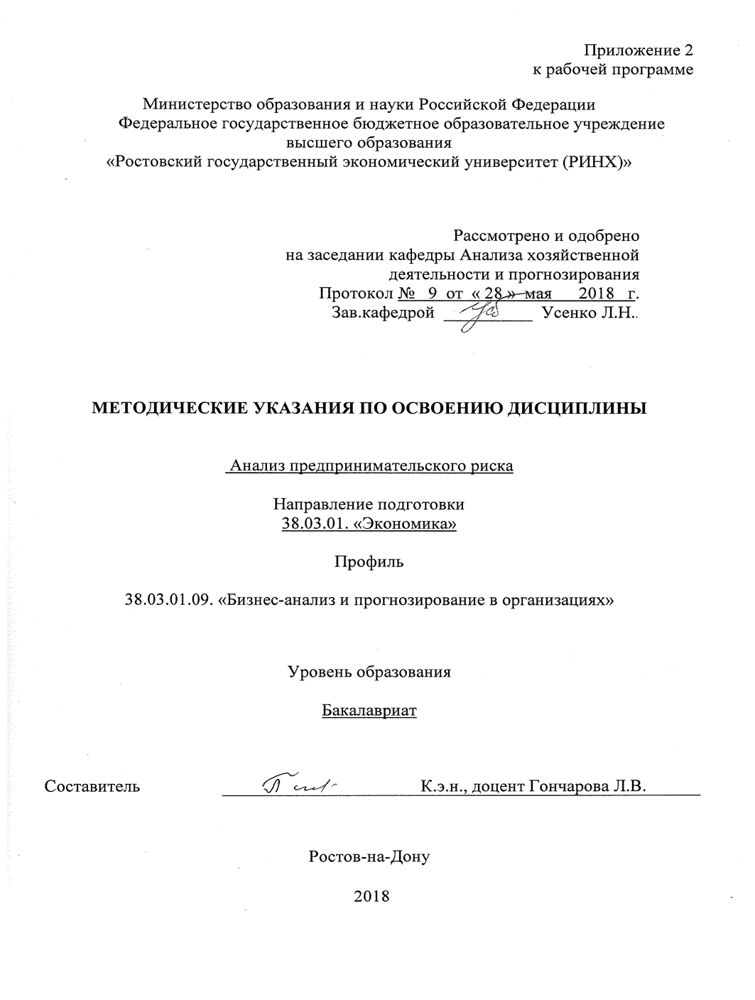 Приложение 2
к рабочей программе
Министерство образования и науки Российской Федерации
Федеральное государственное бюджетное образовательное учреждение
высшего образования
«Ростовский государственный экономический университет (РИНХ)»
Рассмотрено и одобрено
на заседании кафедры Анализа хозяйственной
деятельности и прогнозирования
Протокол № 9 от « 28 » мая 2018 г.
Зав.кафедрой ___________ Усенко Л.Н..
МЕТОДИЧЕСКИЕ УКАЗАНИЯ ПО ОСВОЕНИЮ ДИСЦИПЛИНЫ
Анализ предпринимательского риска
Направление подготовки
38.03.01. «Экономика»
Профиль
38.03.01.09. «Бизнес-анализ и прогнозирование в организациях»
Уровень образования
Бакалавриат
Составитель К.э.н., доцент Гончарова Л.В.
Ростов-на-Дону
2018